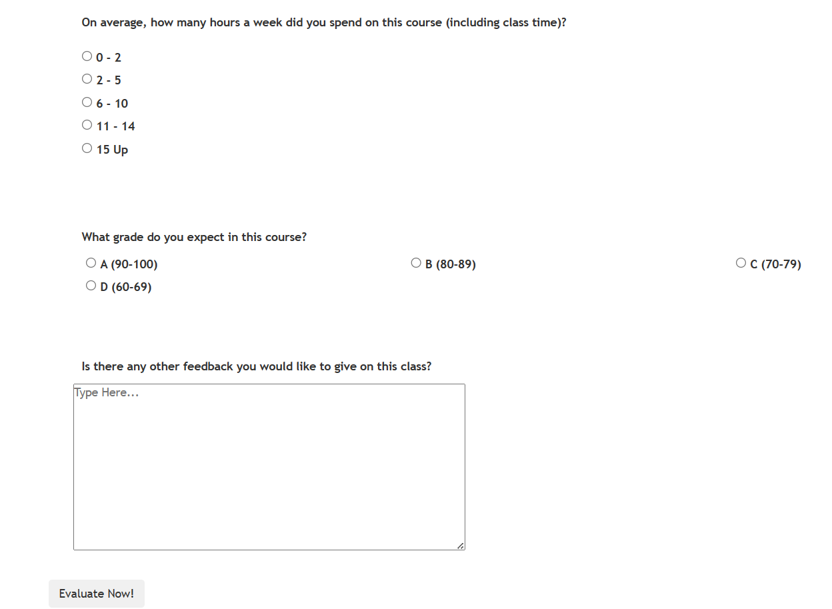 On average, how many hours a week did you spend on this course (including class time)?
0 - 2
2 - 5
6 - 10
11 - 14
15 Up
What grade do you expect in this course?
A (90-100) B (80-89) C (70-79)
D (60-69)
Is there any other feedback you would like to give on this class?
Type Here...
Evaluate Now!